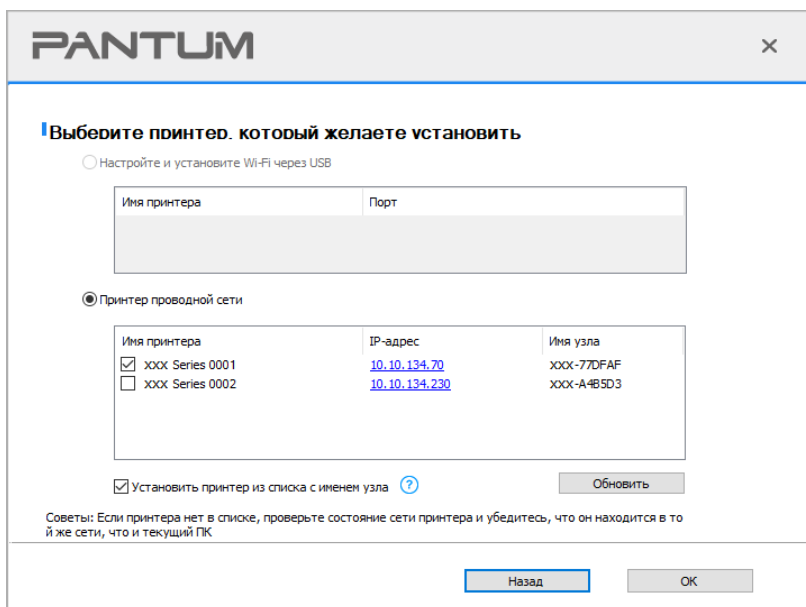 PANTUM
Выберите принтер, который желаете установить
Настройте и установите Wi-Fi через USB
Имя принтера Порт
Принтер проводной сети
Имя принтера IP-адрес Имя узла
XXX Series 0001 10.10.134.70 XXX-77DFAF
XXX Series 0002 10.10.134.230 XXX-A4B5D3
Установить принтер из списка с именем узла ? Обновить
Советы: Если принтера нет в списке, проверьте состояние сети принтера и убедитесь, что он находится в то
й же сети, что и текущий ПК
Назад ОК